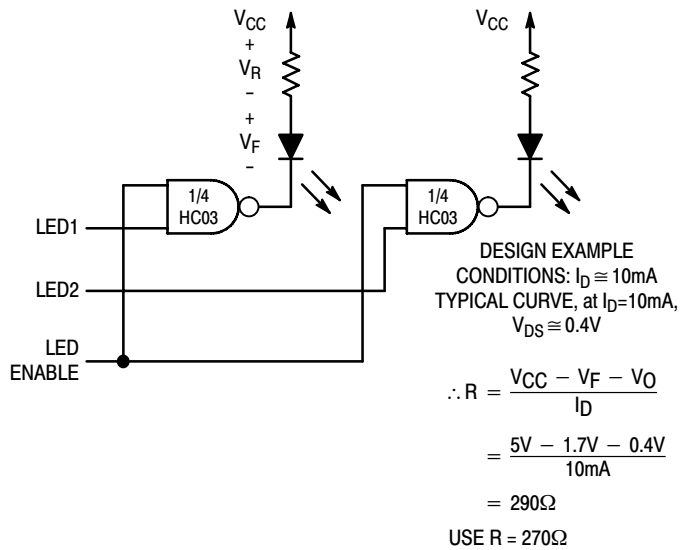 VCC VCC
+
VR
−
+
VF
−
1/4
HC03
1/4
HC03
LED1
LED2
LED
ENABLE
DESIGN EXAMPLE
CONDITIONS: ID ≅ 10mA
TYPICAL CURVE, at ID=10mA,
VDS ≅ 0.4V
∴ R = (VCC − VF − VO) / ID
= (5V − 1.7V − 0.4V) / 10mA
= 290Ω
USE R = 270Ω